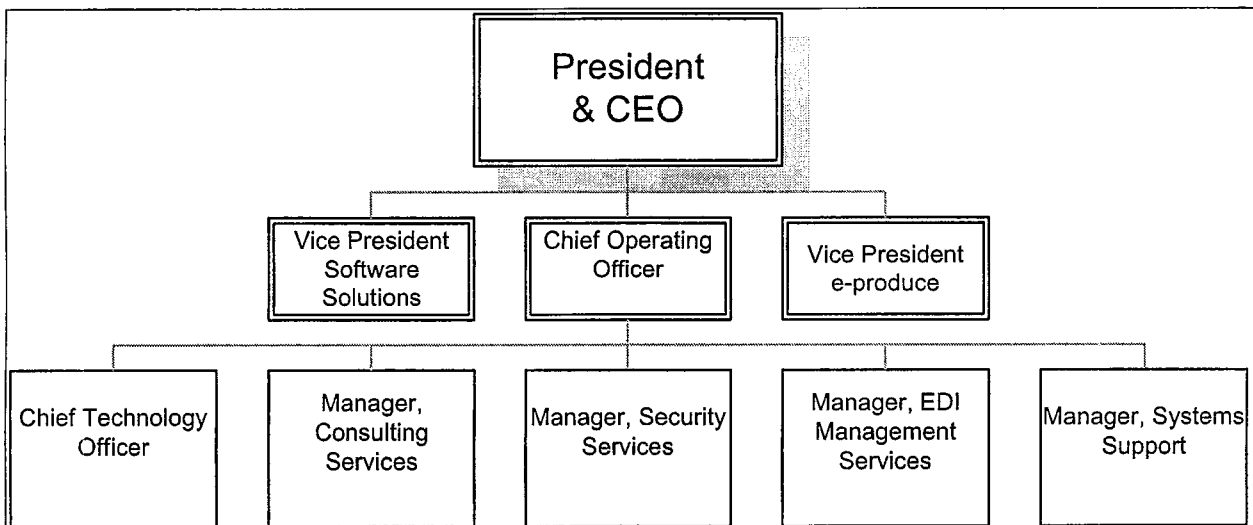 President
& CEO
Vice President
Software
Solutions
Chief Operating
Officer
Vice President
e-produce
Chief Technology
Officer
Manager,
Consulting
Services
Manager, Security
Services
Manager, EDI
Management
Services
Manager, Systems
Support